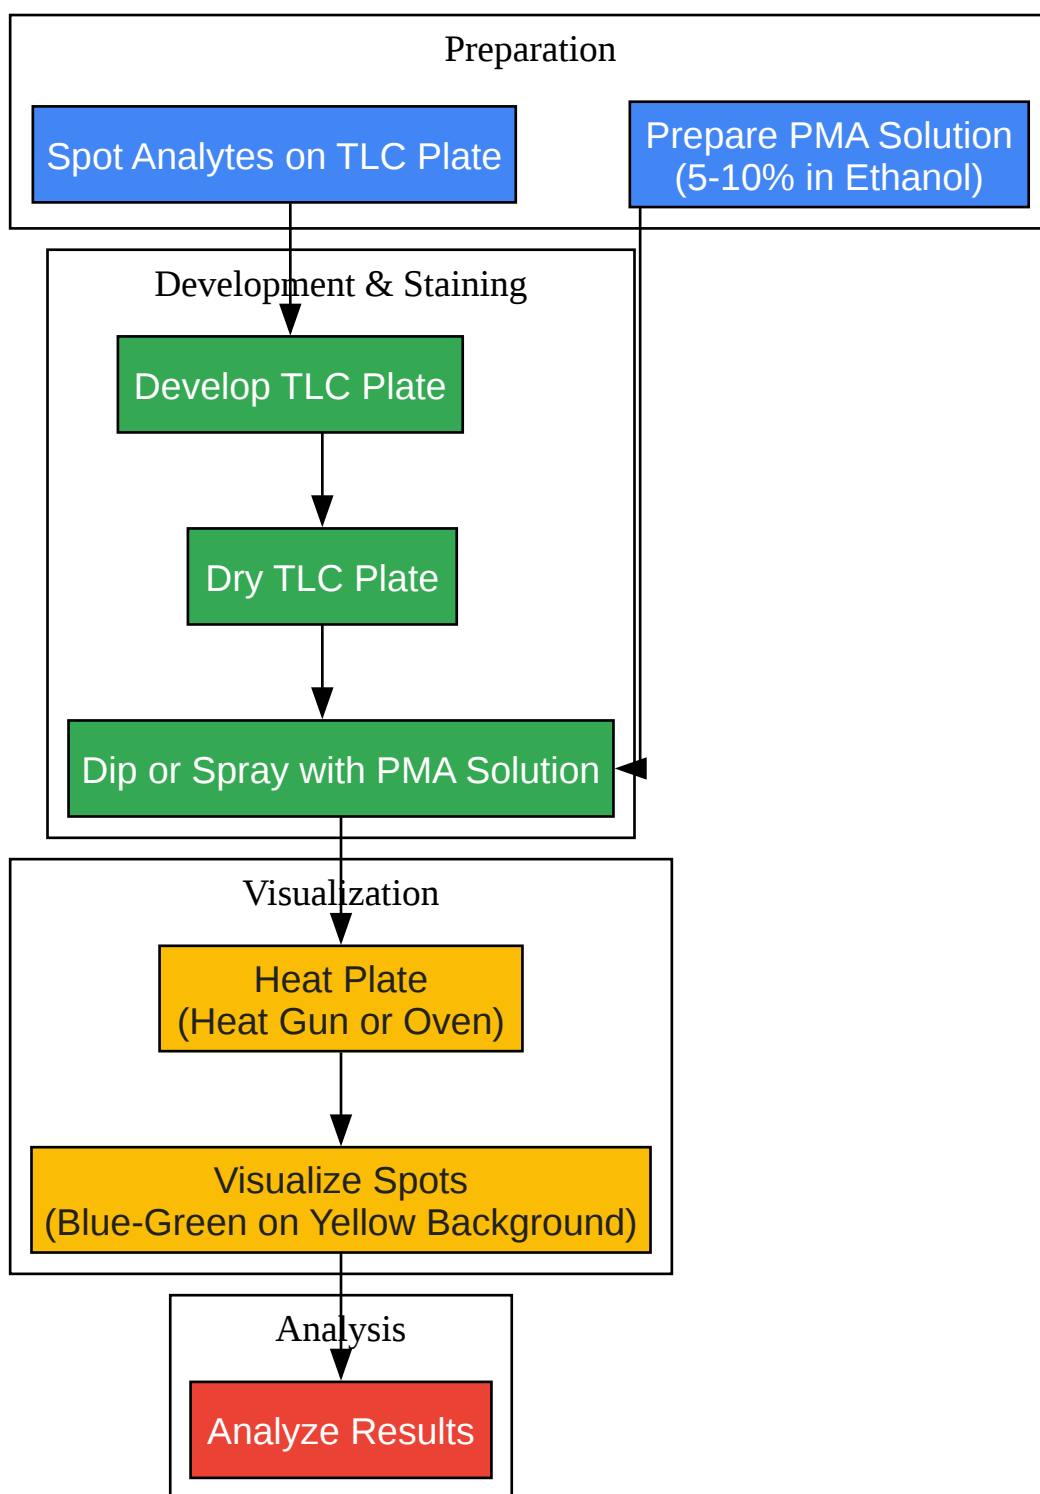 Preparation
Spot Analytes on TLC Plate
Prepare PMA Solution
(5-10% in Ethanol)
Development & Staining
Develop TLC Plate
Dry TLC Plate
Dip or Spray with PMA Solution
Visualization
Heat Plate
(Heat Gun or Oven)
Visualize Spots
(Blue-Green on Yellow Background)
Analysis
Analyze Results